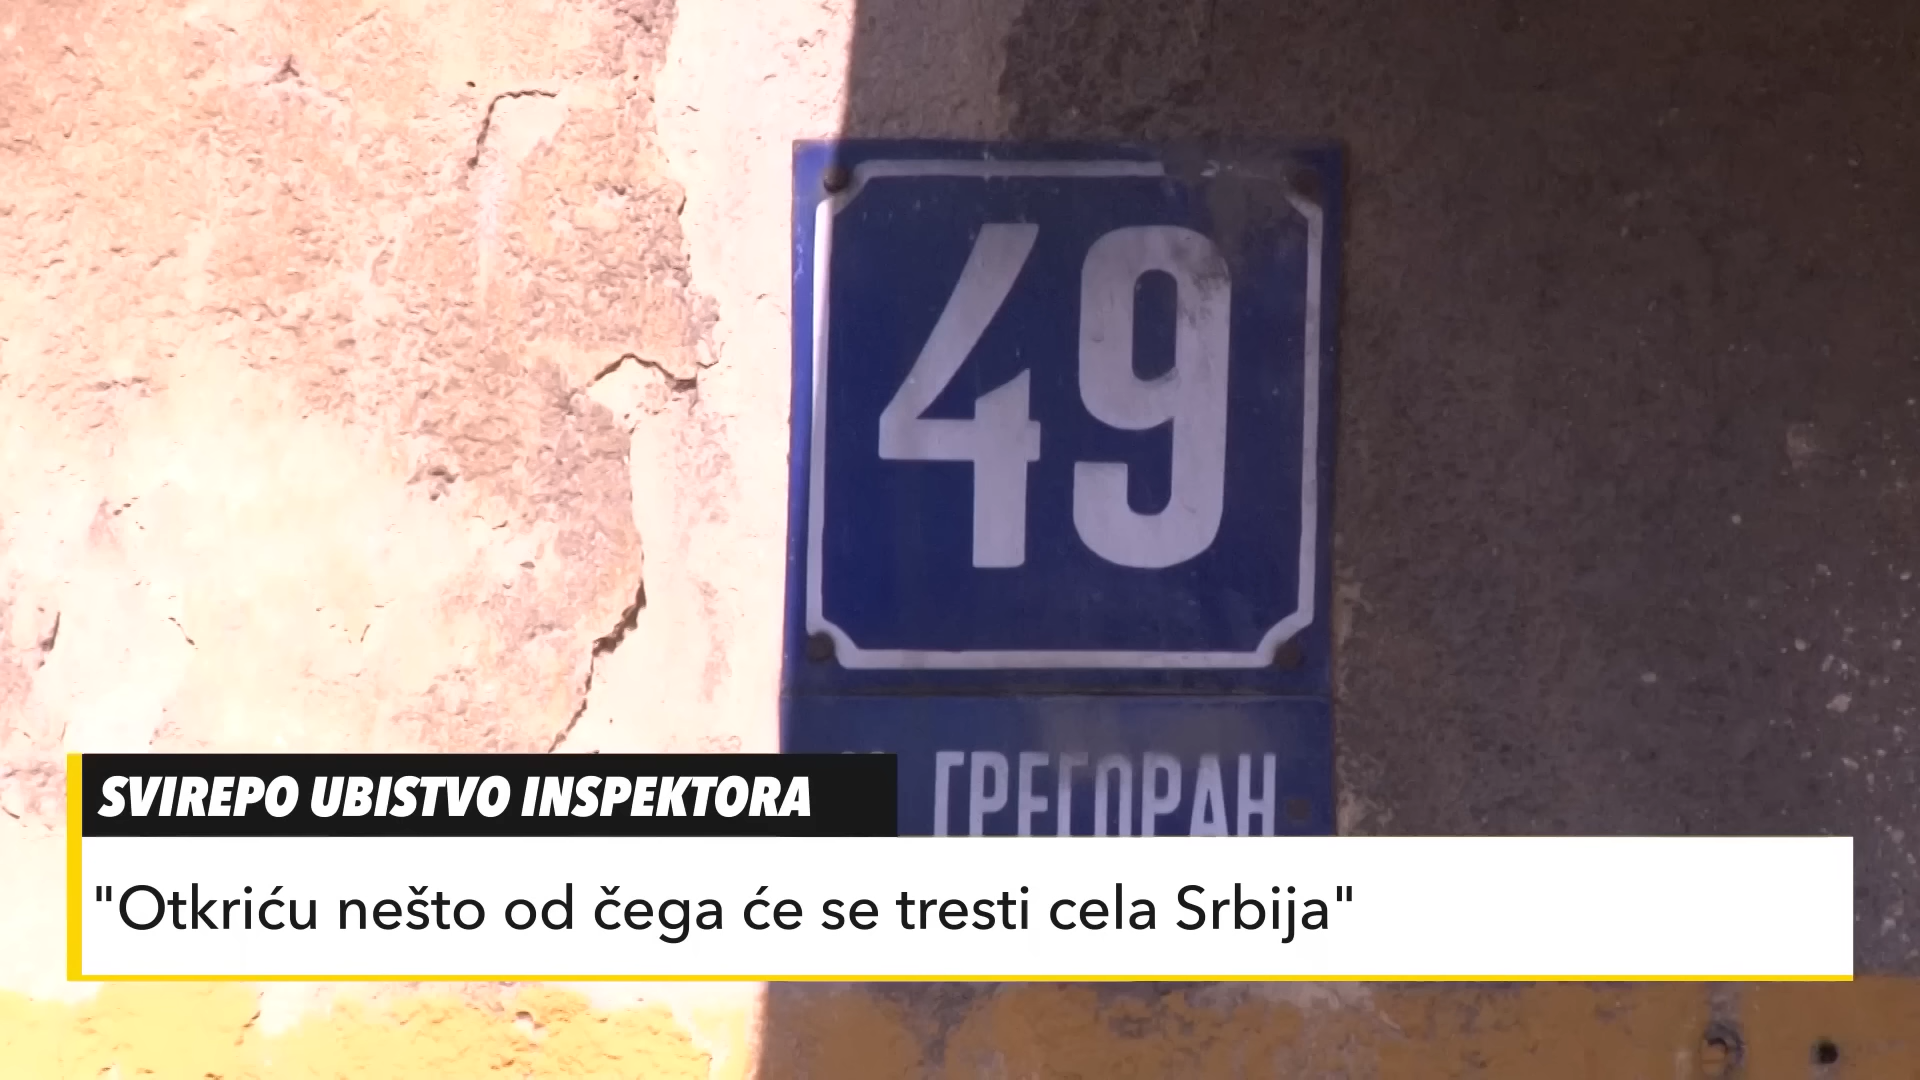 49
ГРЕГОРАН
SVIREPO UBISTVO INSPEKTORA
"Otkriću nešto od čega će se tresti cela Srbija"